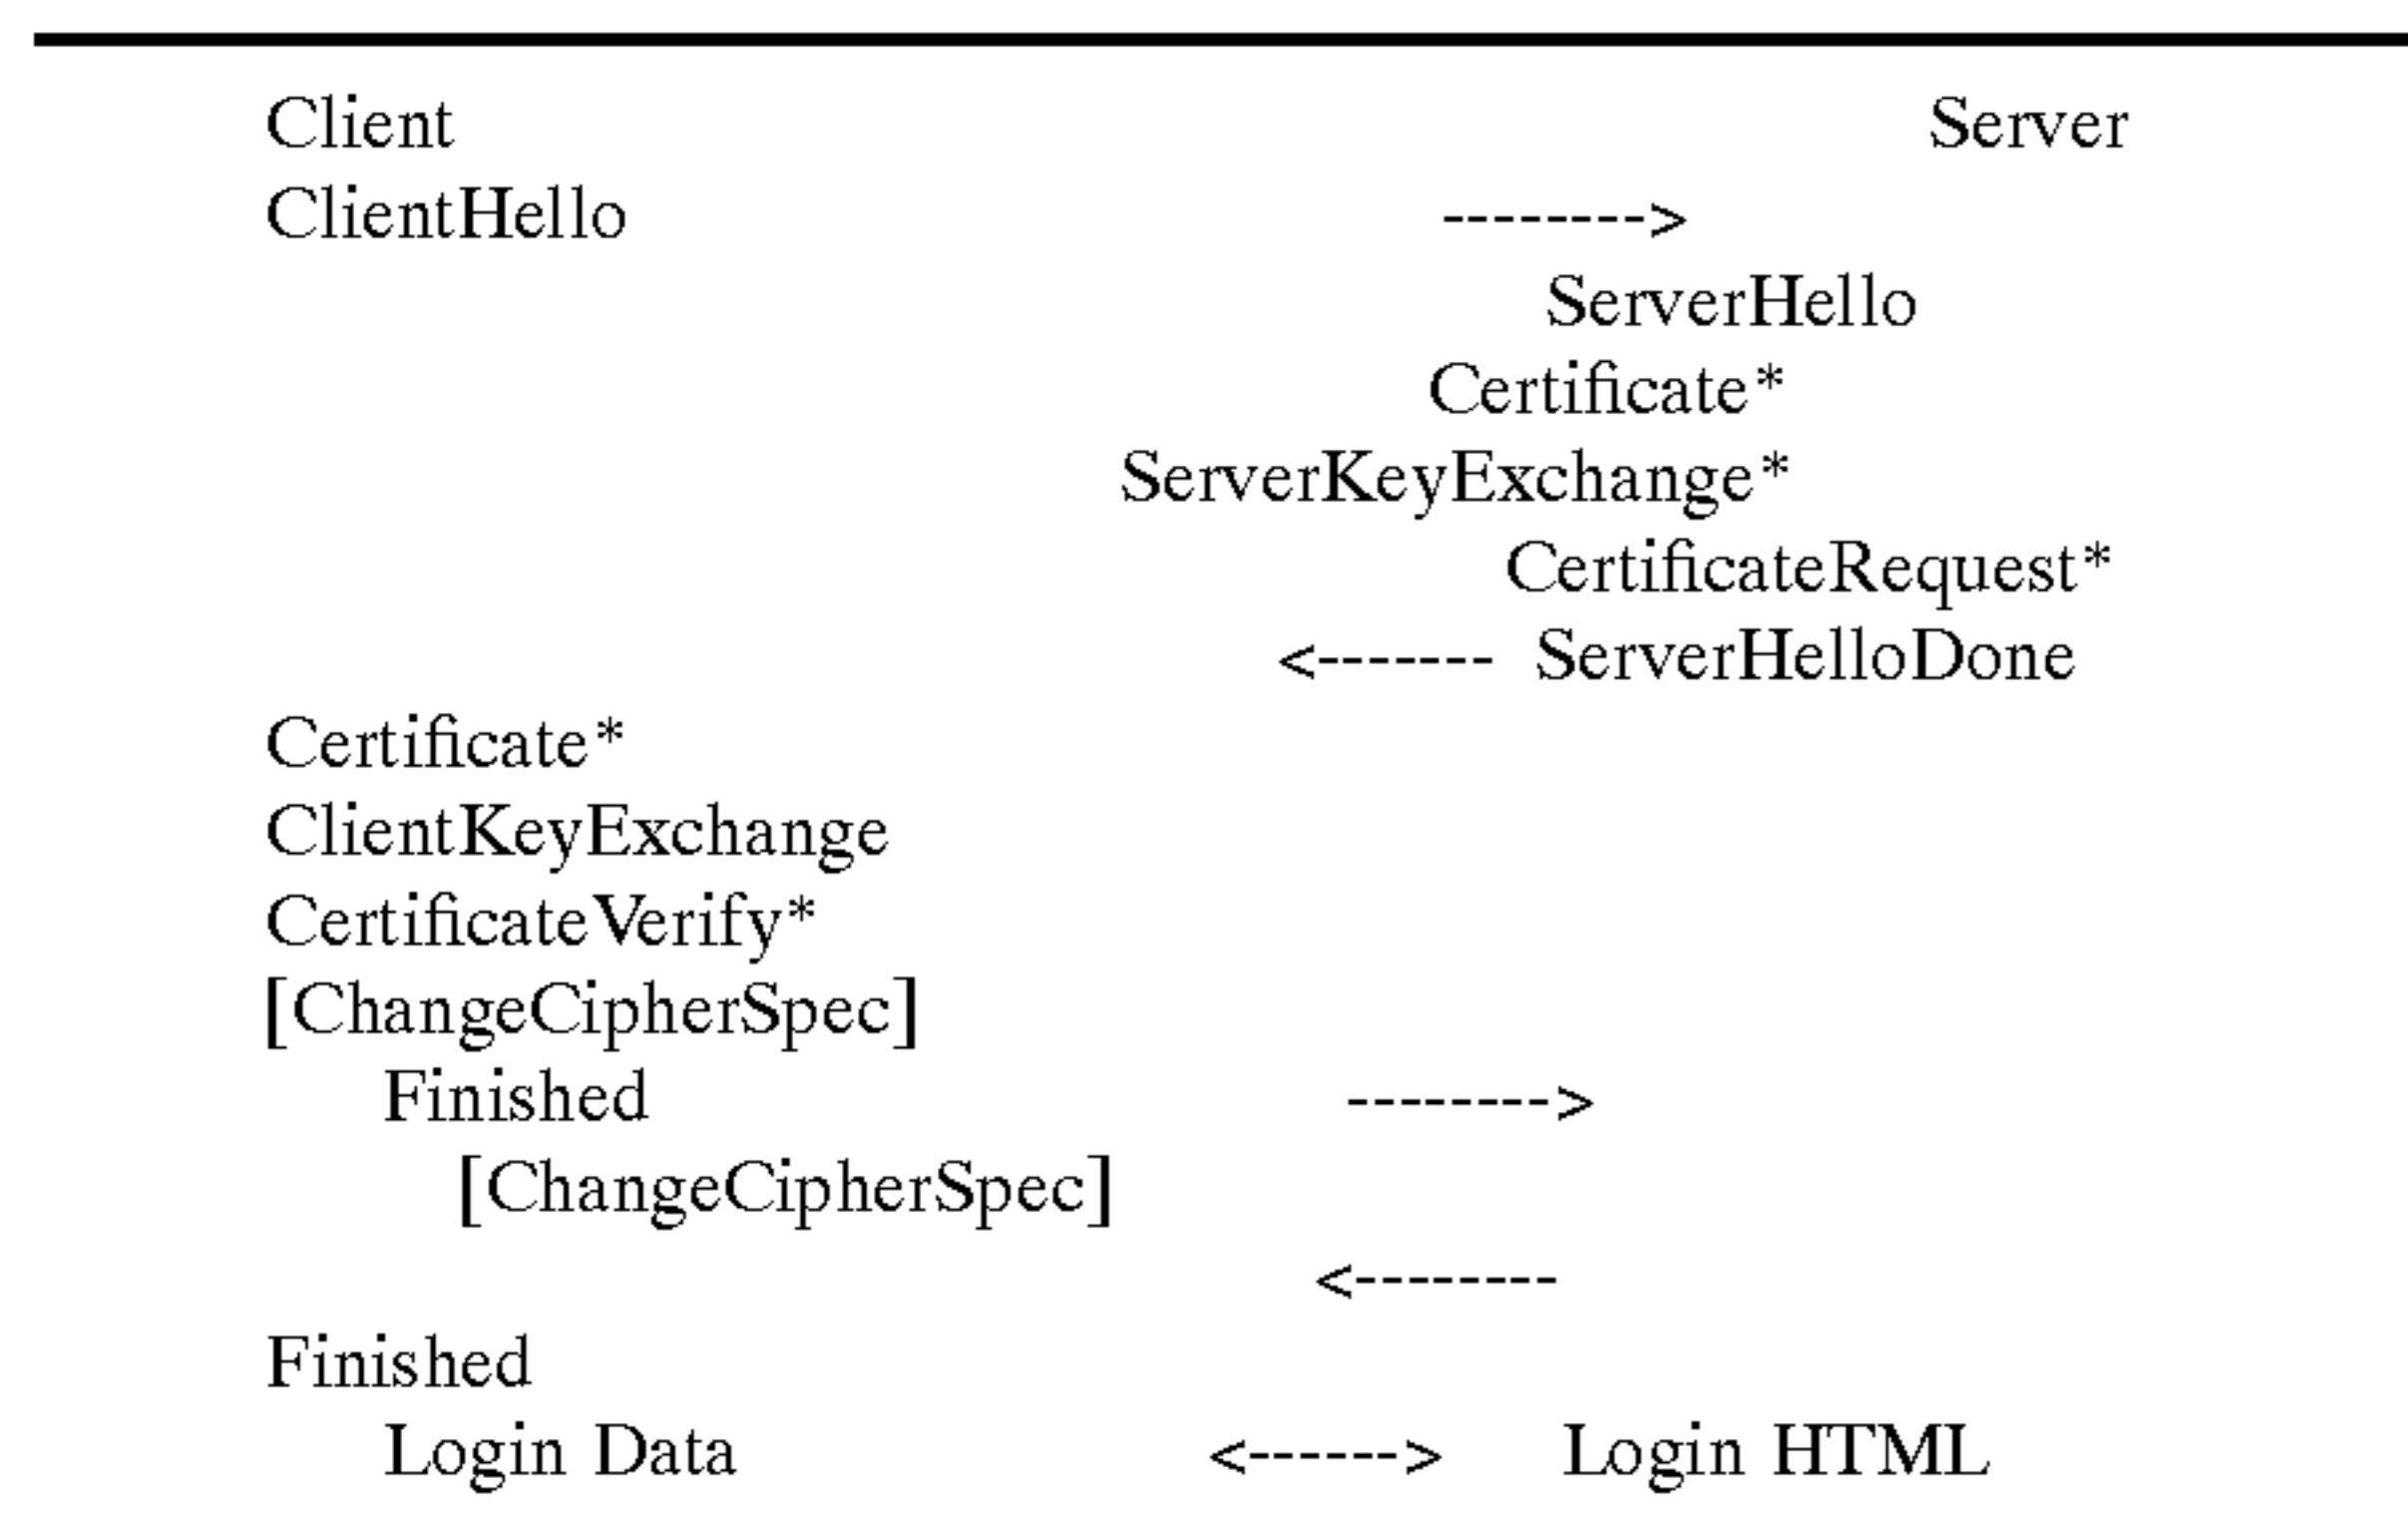 Client Server
ClientHello -------->
ServerHello
Certificate*
ServerKeyExchange*
CertificateRequest*
<------- ServerHelloDone
Certificate*
ClientKeyExchange
CertificateVerify*
[ChangeCipherSpec]
Finished -------->
[ChangeCipherSpec]
<--------
Finished
Login Data <------> Login HTML